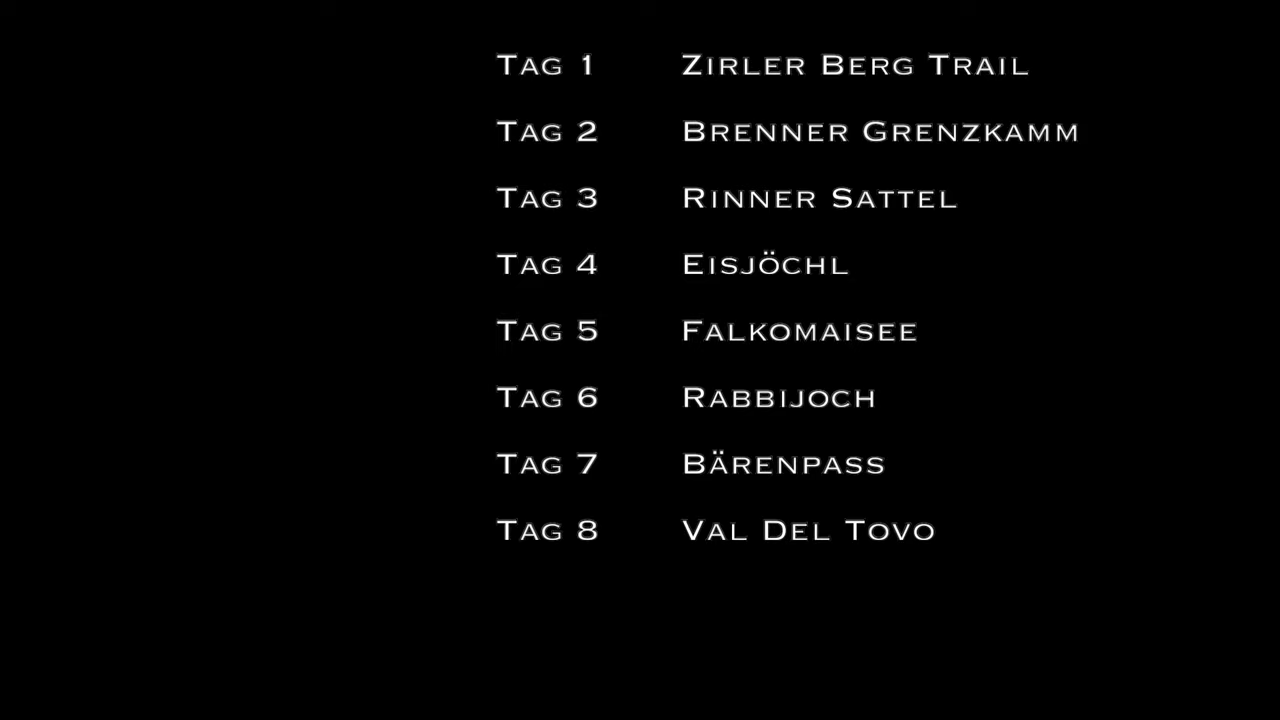 Tag 1 Zirler Berg Trail
Tag 2 Brenner Grenzkamm
Tag 3 Rinner Sattel
Tag 4 Eisjöchl
Tag 5 Falkomaisee
Tag 6 Rabbijoch
Tag 7 Bärenpass
Tag 8 Val Del Tovo